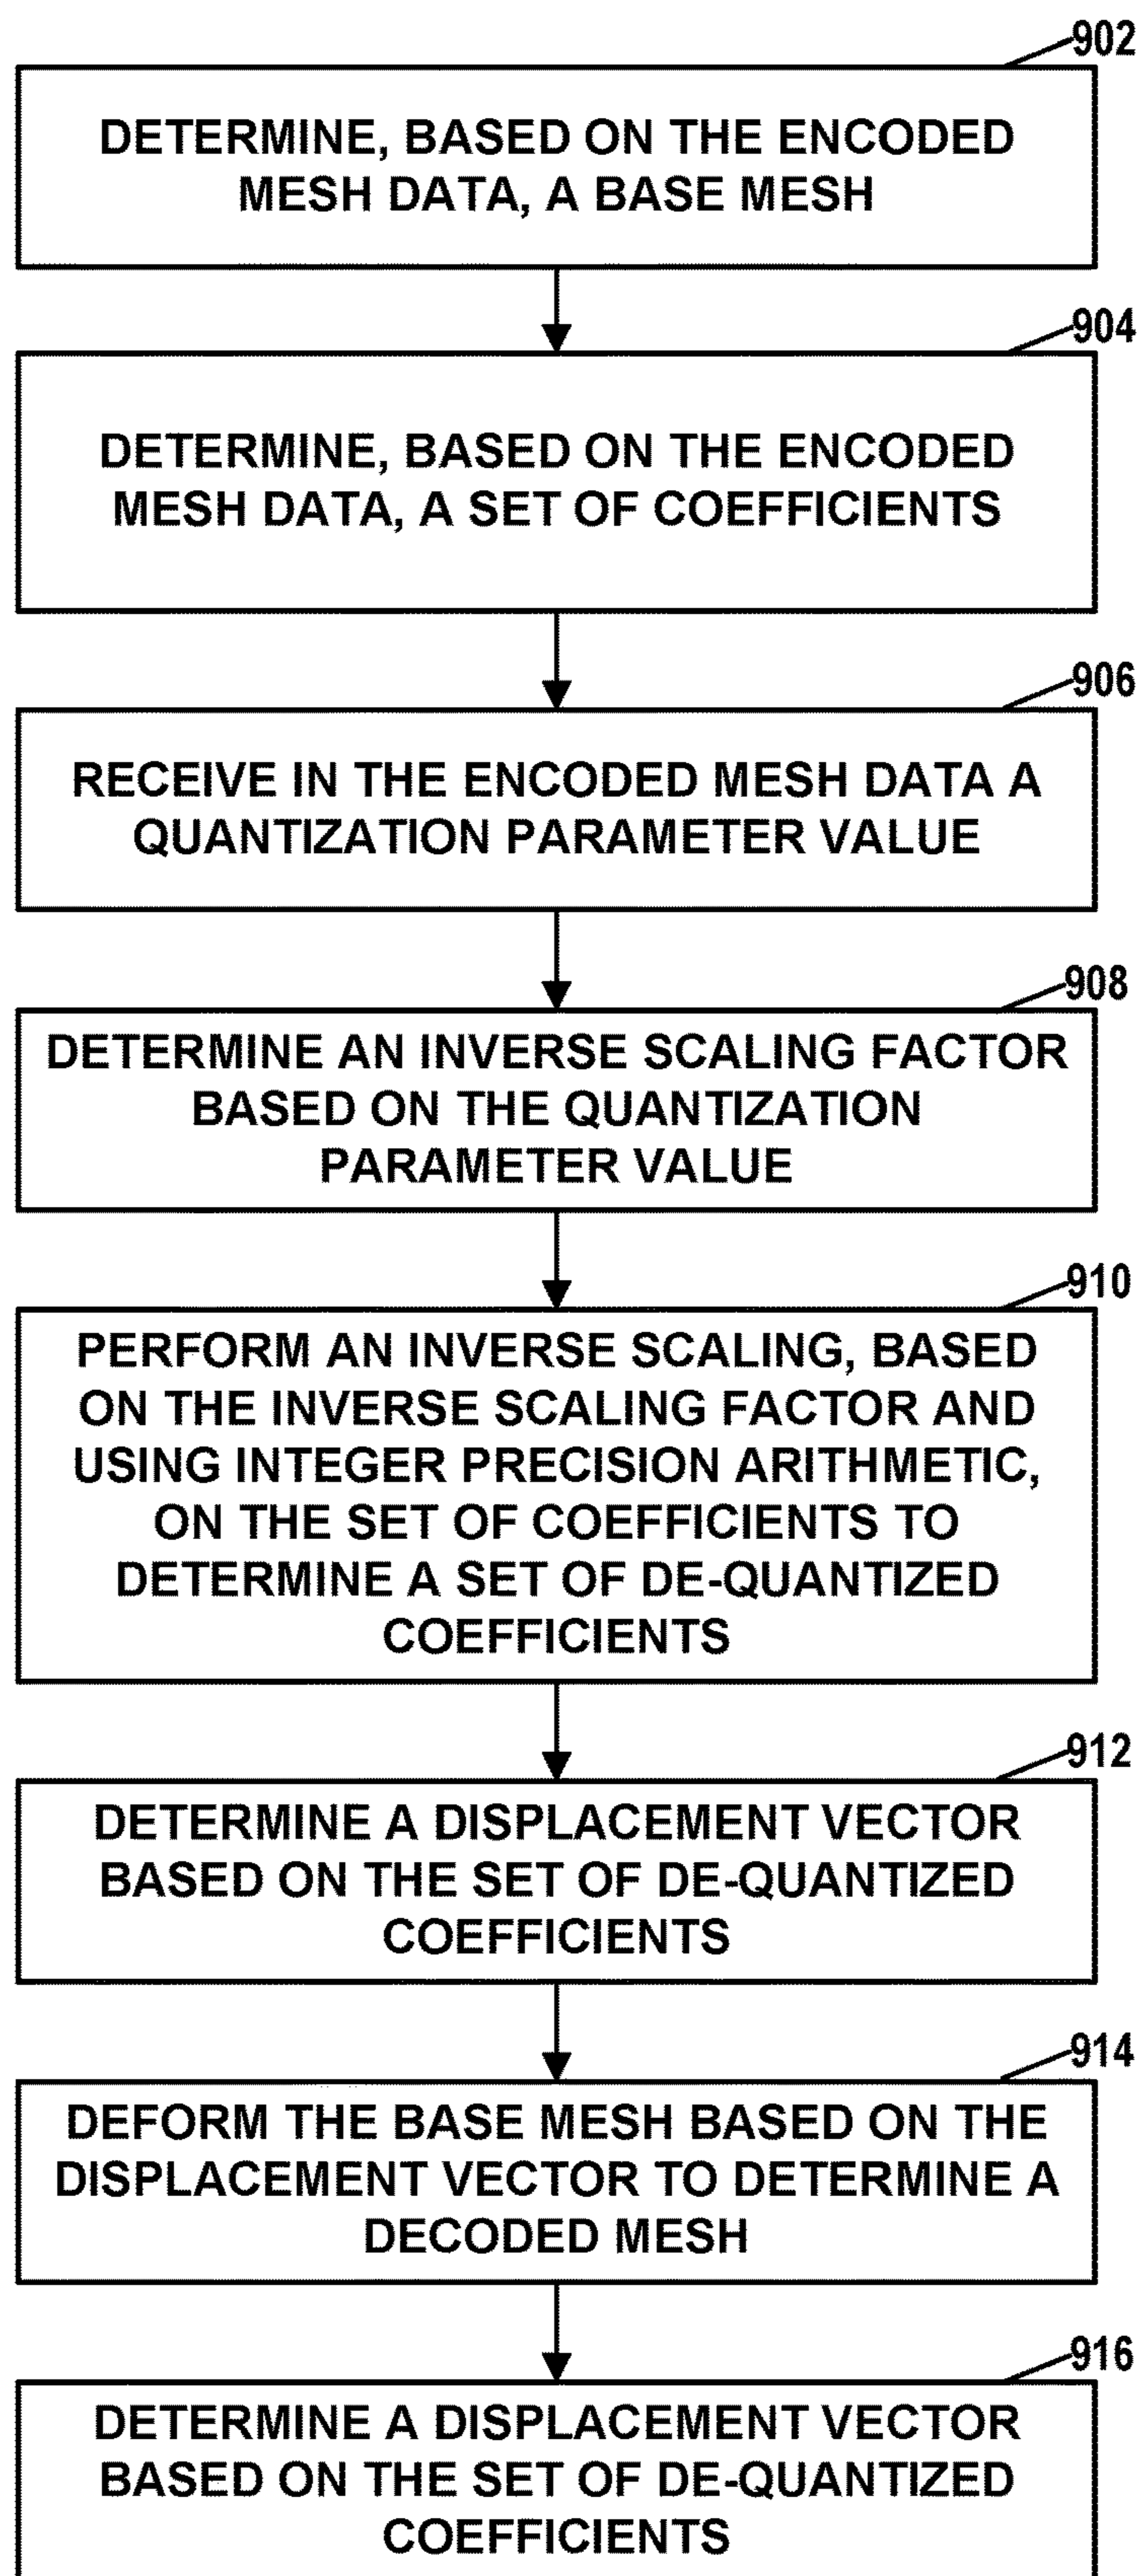 902
DETERMINE, BASED ON THE ENCODED
MESH DATA, A BASE MESH
904
DETERMINE, BASED ON THE ENCODED
MESH DATA, A SET OF COEFFICIENTS
906
RECEIVE IN THE ENCODED MESH DATA A
QUANTIZATION PARAMETER VALUE
908
DETERMINE AN INVERSE SCALING FACTOR
BASED ON THE QUANTIZATION
PARAMETER VALUE
910
PERFORM AN INVERSE SCALING, BASED
ON THE INVERSE SCALING FACTOR AND
USING INTEGER PRECISION ARITHMETIC,
ON THE SET OF COEFFICIENTS TO
DETERMINE A SET OF DE-QUANTIZED
COEFFICIENTS
912
DETERMINE A DISPLACEMENT VECTOR
BASED ON THE SET OF DE-QUANTIZED
COEFFICIENTS
914
DEFORM THE BASE MESH BASED ON THE
DISPLACEMENT VECTOR TO DETERMINE A
DECODED MESH
916
DETERMINE A DISPLACEMENT VECTOR
BASED ON THE SET OF DE-QUANTIZED
COEFFICIENTS